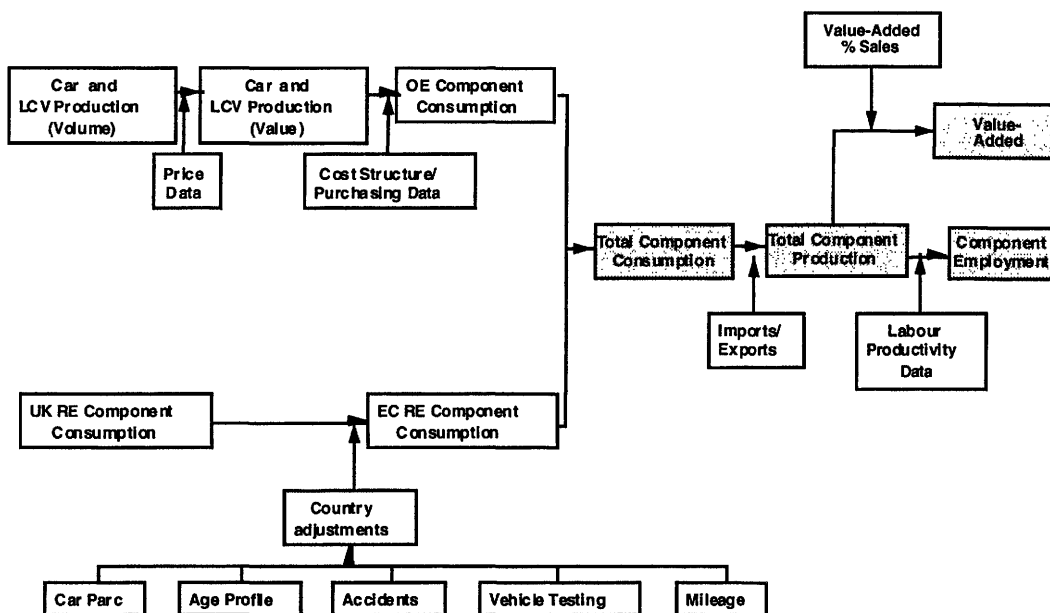 Value-Added
% Sales
Car and
LCV Production
(Volume)
Car and
LCV Production
(Value)
OE Component
Consumption
Value-
Added
Price
Data
Cost Structure/
Purchasing Data
Total Component
Consumption
Total Component
Production
Component
Employment
Imports/
Exports
Labour
Productivity
Data
UK RE Component
Consumption
EC RE Component
Consumption
Country
adjustments
Car Parc
Age Profile
Accidents
Vehicle Testing
Mileage